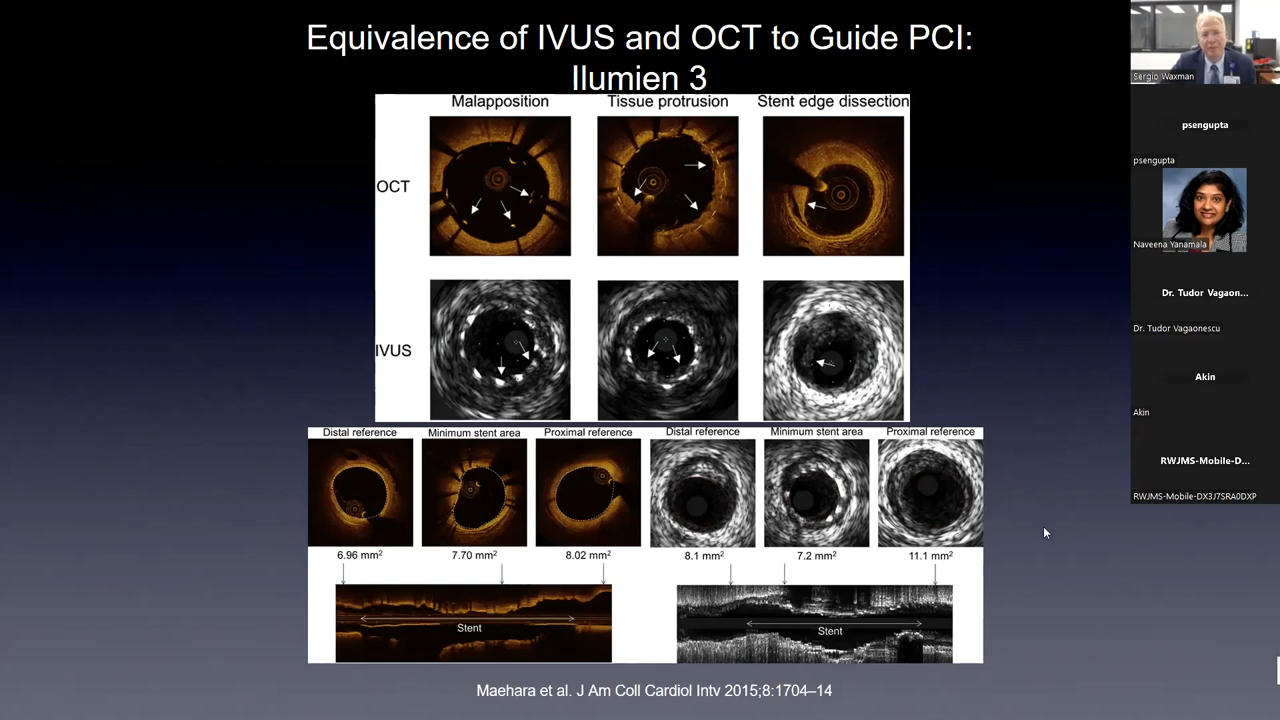 Equivalence of IVUS and OCT to Guide PCI:
Ilumien 3
Malapposition
Tissue protrusion
Stent edge dissection
OCT
IVUS
Distal reference
Minimum stent area
Proximal reference
Distal reference
Minimum stent area
Proximal reference
6.96 mm²
7.70 mm²
8.02 mm²
8.1 mm²
7.2 mm²
11.1 mm²
Stent
Stent
Maehara et al. J Am Coll Cardiol Intv 2015;8:1704–14
Sergio Waxman
psengupta
psengupta
Naveena Yanamala
Dr. Tudor Vagaon...
Dr. Tudor Vagaonescu
Akin
Akin
RWJMS-Mobile-D...
RWJMS-Mobile-DX3J7SRA0DXP